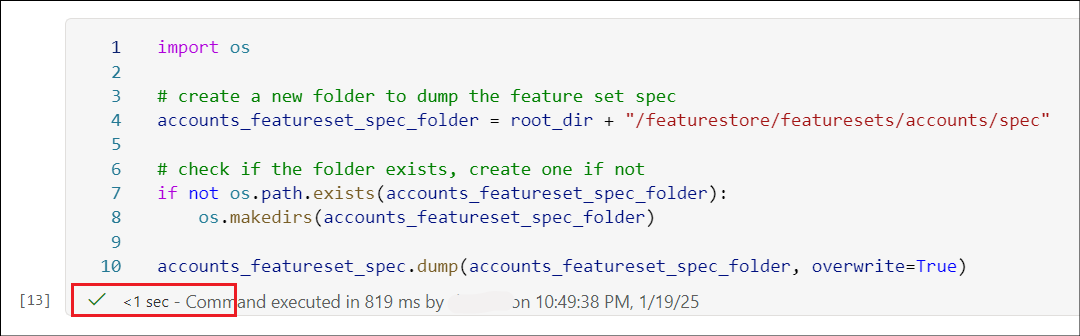 1 import os
2
3 # create a new folder to dump the feature set spec
4 accounts_featureset_spec_folder = root_dir + "/featurestore/featuresets/accounts/spec"
5
6 # check if the folder exists, create one if not
7 if not os.path.exists(accounts_featureset_spec_folder):
8     os.makedirs(accounts_featureset_spec_folder)
9
10 accounts_featureset_spec.dump(accounts_featureset_spec_folder, overwrite=True)
[13] <1 sec - Command executed in 819 ms by on 10:49:38 PM, 1/19/25